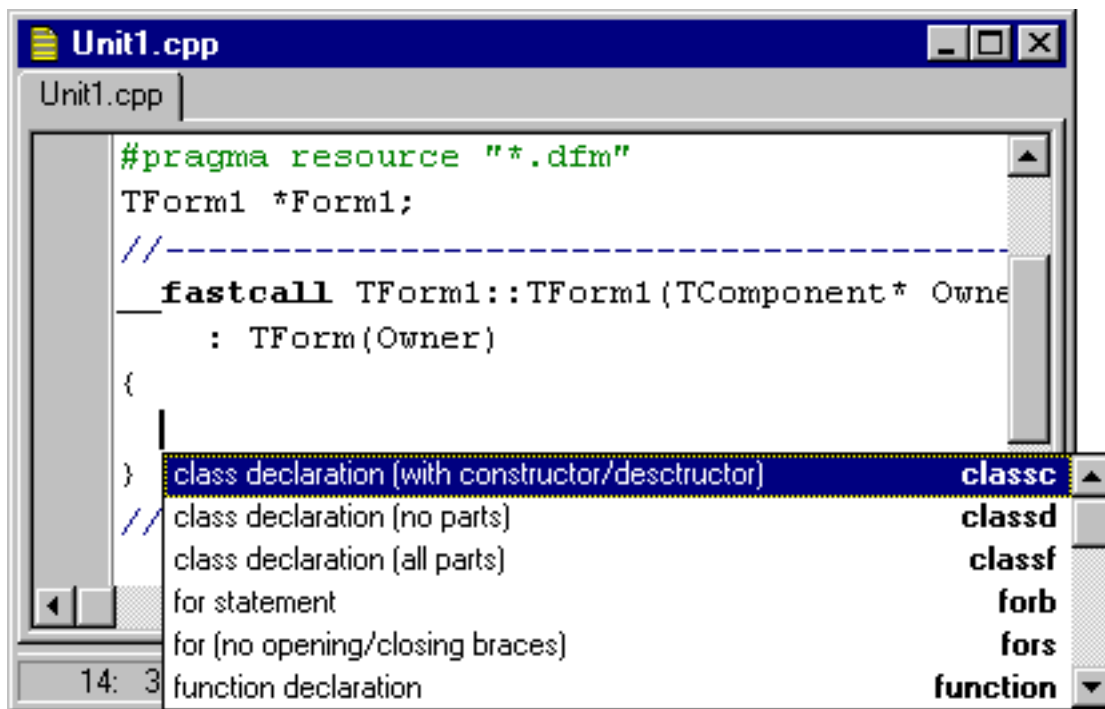 Unit1.cpp
Unit1.cpp
#pragma resource "*.dfm"
TForm1 *Form1;
//----------------------------------------
__fastcall TForm1::TForm1(TComponent* Owne
: TForm(Owner)
{
}
//
class declaration (with constructor/desctructor) classc
class declaration (no parts) classd
class declaration (all parts) classf
for statement forb
for (no opening/closing braces) fors
function declaration function
14: 3